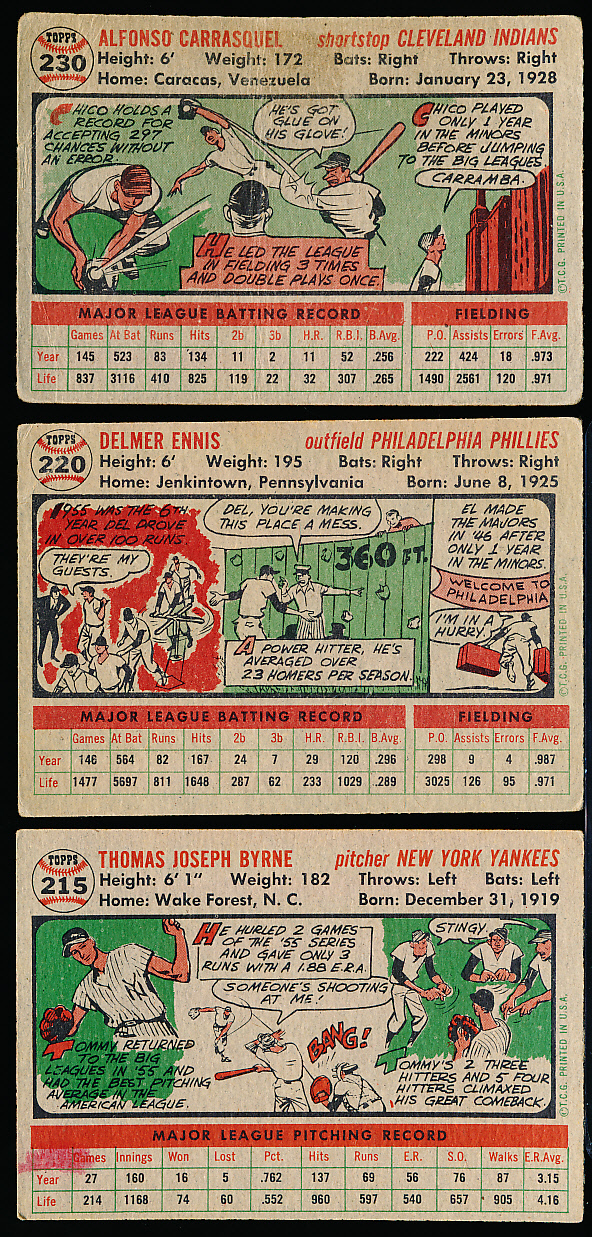 TOPPS
230
ALFONSO CARRASQUEL shortstop CLEVELAND INDIANS
Height: 6' Weight: 172 Bats: Right Throws: Right
Home: Caracas, Venezuela Born: January 23, 1928
CHICO HOLDS A
RECORD FOR
ACCEPTING 297
CHANCES WITHOUT
AN ERROR.
HE'S GOT
GLUE ON
HIS GLOVE!
HE LED THE LEAGUE
IN FIELDING 3 TIMES
AND DOUBLE PLAYS ONCE.
CHICO PLAYED
ONLY 1 YEAR
IN THE MINORS
BEFORE JUMPING
TO THE BIG LEAGUES.
CARRAMBA.
©T.C.G. PRINTED IN U.S.A.
MAJOR LEAGUE BATTING RECORD FIELDING
Games At Bat Runs Hits 2b 3b H.R. R.B.I. B.Avg. P.O. Assists Errors F.Avg.
Year 145 523 83 134 11 2 11 52 .256 222 424 18 .973
Life 837 3116 410 825 119 22 32 307 .265 1490 2561 120 .971
TOPPS
220
DELMER ENNIS outfield PHILADELPHIA PHILLIES
Height: 6' Weight: 195 Bats: Right Throws: Right
Home: Jenkintown, Pennsylvania Born: June 8, 1925
1955 WAS THE 6TH
YEAR DEL DROVE
IN OVER 100 RUNS.
THEY'RE MY
GUESTS.
DEL, YOU'RE MAKING
THIS PLACE A MESS.
360 FT.
A POWER HITTER, HE'S
AVERAGED OVER
23 HOMERS PER SEASON.
EL MADE
THE MAJORS
IN '46 AFTER
ONLY 1 YEAR
IN THE MINORS.
WELCOME TO
PHILADELPHIA
I'M IN A
HURRY.
©T.C.G. PRINTED IN U.S.A.
MAJOR LEAGUE BATTING RECORD FIELDING
Games At Bat Runs Hits 2b 3b H.R. R.B.I. B.Avg. P.O. Assists Errors F.Avg.
Year 146 564 82 167 24 7 29 120 .296 298 9 4 .987
Life 1477 5697 811 1648 287 62 233 1029 .289 3025 126 95 .971
TOPPS
215
THOMAS JOSEPH BYRNE pitcher NEW YORK YANKEES
Height: 6' 1" Weight: 182 Throws: Left Bats: Left
Home: Wake Forest, N. C. Born: December 31, 1919
TOMMY RETURNED
TO THE BIG
LEAGUES IN '55 AND
HAD THE BEST PITCHING
AVERAGE IN THE
AMERICAN LEAGUE.
HE HURLED 2 GAMES
OF THE '55 SERIES
AND GAVE ONLY 3
RUNS WITH A 1.88 E.R.A.
SOMEONE'S SHOOTING
AT ME!
BANG!
STINGY.
TOMMY'S 2 THREE
HITTERS AND 5 FOUR
HITTERS CLIMAXED
HIS GREAT COMEBACK.
©T.C.G. PRINTED IN U.S.A.
MAJOR LEAGUE PITCHING RECORD
Games Innings Won Lost Pct. Hits Runs E.R. S.O. Walks E.R.Avg.
Year 27 160 16 5 .762 137 69 56 76 87 3.15
Life 214 1168 74 60 .552 960 597 540 657 905 4.16